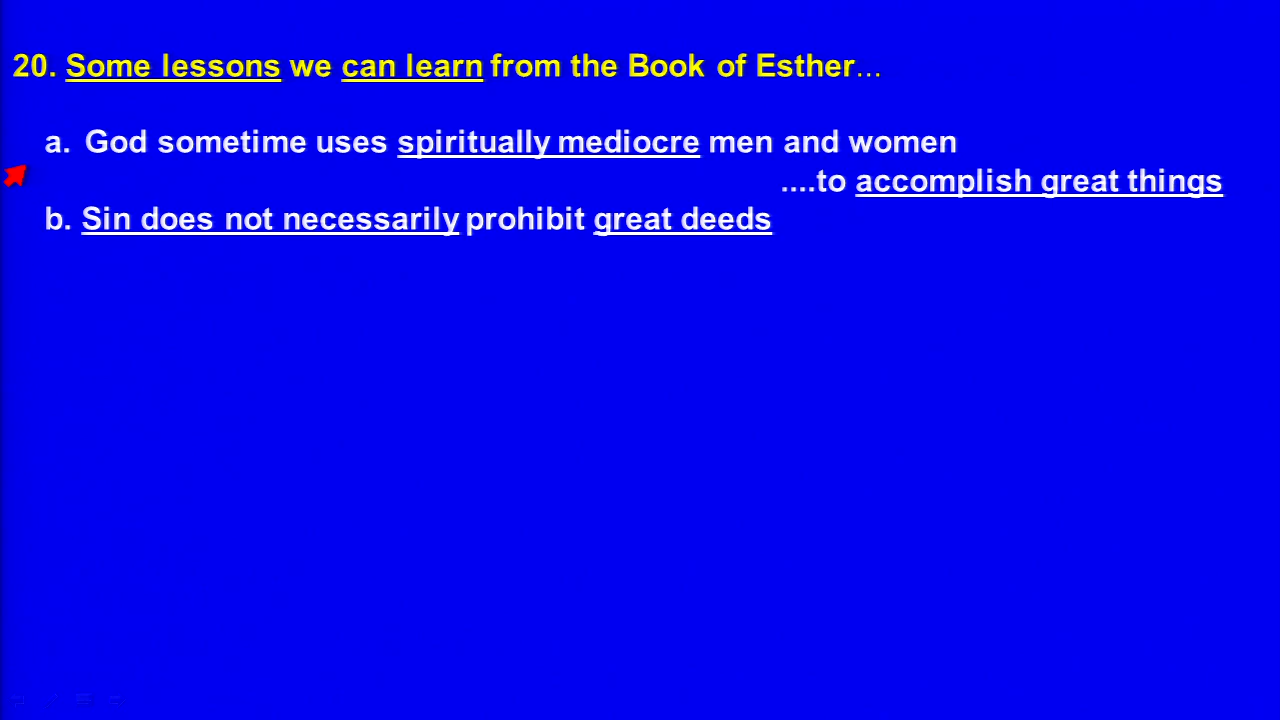 20. Some lessons we can learn from the Book of Esther...
a. God sometime uses spiritually mediocre men and women
....to accomplish great things
b. Sin does not necessarily prohibit great deeds